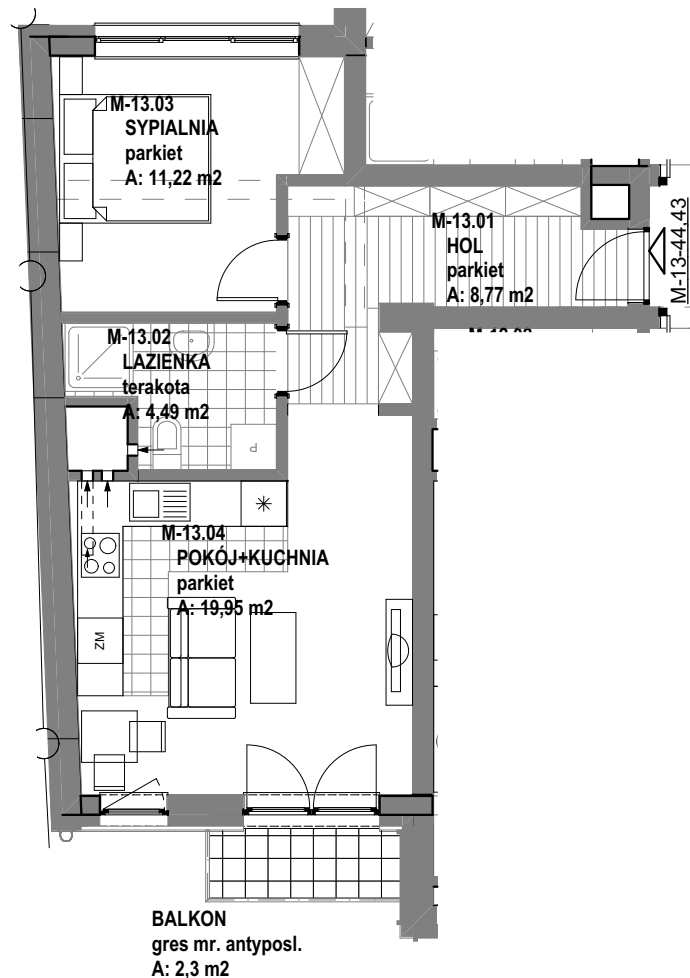 M-13.03
SYPIALNIA
parkiet
A: 11,22 m2
M-13.01
HOL
parkiet
A: 8,77 m2
M-13-44,43
M-13.02
LAZIENKA
terakota
A: 4,49 m2
P
M-13.04
POKÓJ+KUCHNIA
parkiet
A: 19,95 m2
ZM
BALKON
gres mr. antyposl.
A: 2,3 m2